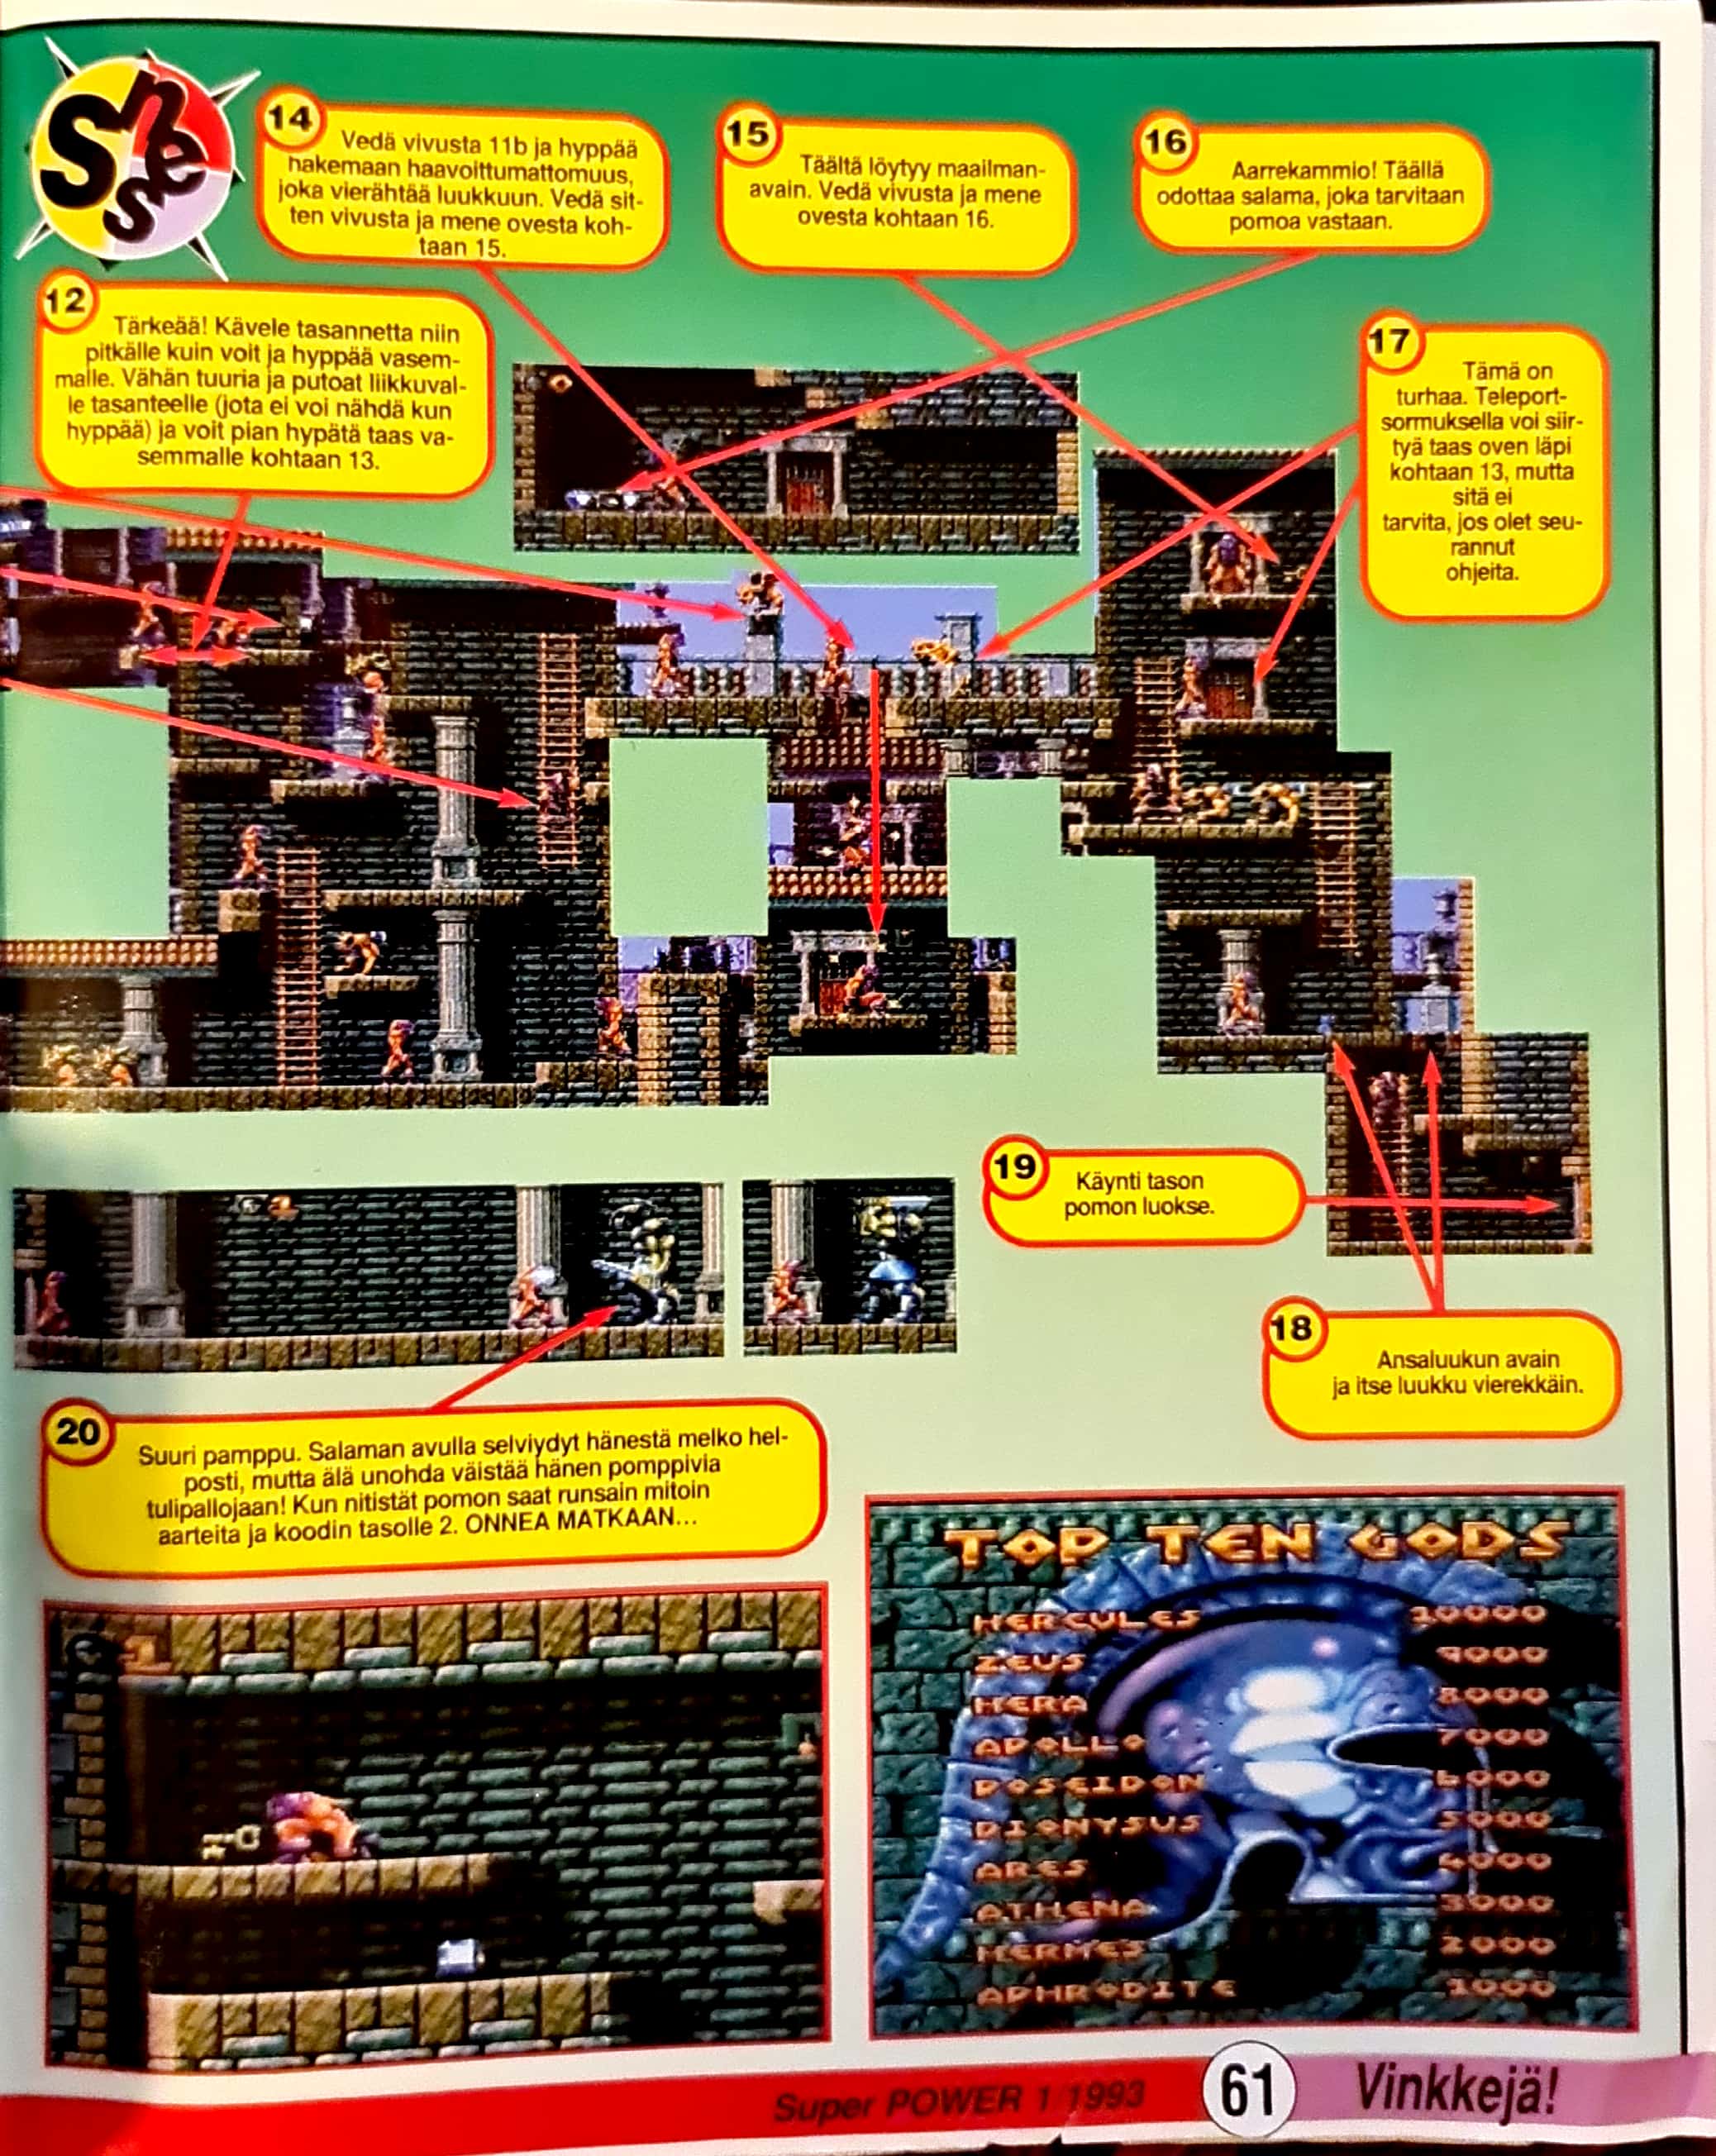 Snes
14
Vedä vivusta 11b ja hyppää
hakemaan haavoittumattomuus,
joka vierähtää luukkuun. Vedä sit-
ten vivusta ja mene ovesta koh-
taan 15.
15
Täältä löytyy maailman-
avain. Vedä vivusta ja mene
ovesta kohtaan 16.
16
Aarrekammio! Täällä
odottaa salama, joka tarvitaan
pomoa vastaan.
12
Tärkeää! Kävele tasannetta niin
pitkälle kuin voit ja hyppää vasem-
malle. Vähän tuuria ja putoat liikkuval-
le tasanteelle (jota ei voi nähdä kun
hyppää) ja voit pian hypätä taas va-
semmalle kohtaan 13.
17
Tämä on
turhaa. Teleport-
sormuksella voi siir-
tyä taas oven läpi
kohtaan 13, mutta
sitä ei
tarvita, jos olet seu-
rannut
ohjeita.
19
Käynti tason
pomon luokse.
18
Ansaluukun avain
ja itse luukku vierekkäin.
20
Suuri pamppu. Salaman avulla selviydyt hänestä melko hel-
posti, mutta älä unohda väistää hänen pomppivia
tulipallojaan! Kun nitistät pomon saat runsain mitoin
aarteita ja koodin tasolle 2. ONNEA MATKAAN...
TOP TEN GODS
HERCULES 10000
ZEUS 9000
HERA 8000
APOLLO 7000
POSEIDON 6000
DIONYSUS 5000
ARES 4000
ATHENA 3000
HERMES 2000
APHRODITE 1000
Super POWER 1/1993
61
Vinkkejä!